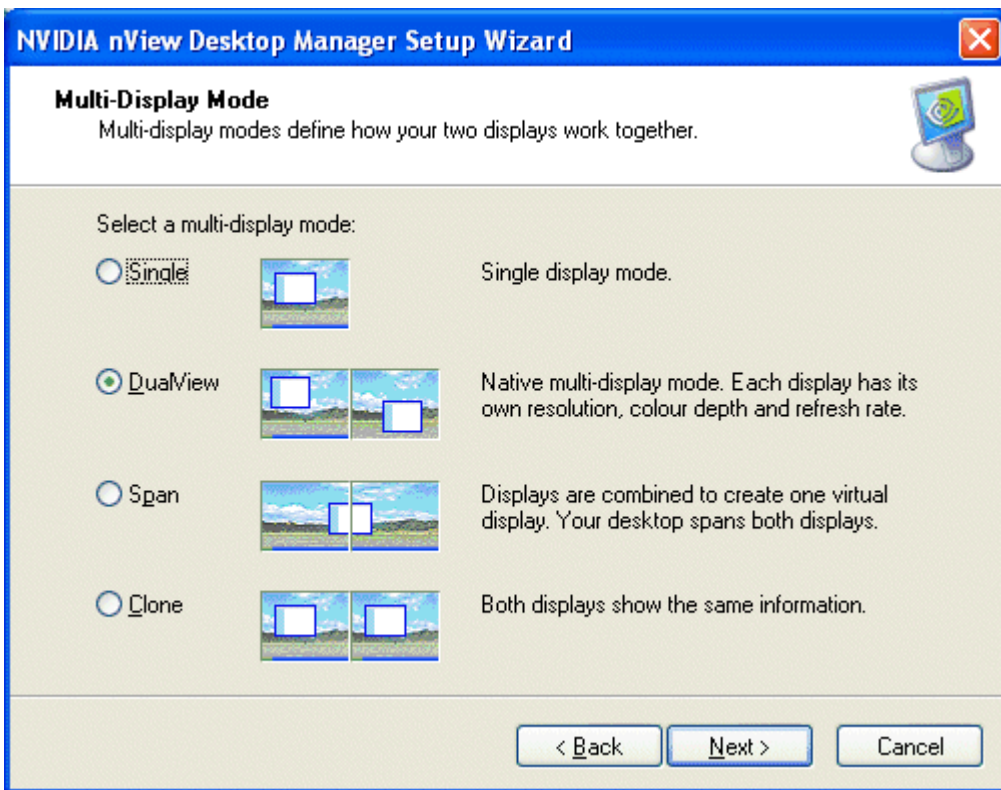 NVIDIA nView Desktop Manager Setup Wizard
Multi-Display Mode
Multi-display modes define how your two displays work together.
Select a multi-display mode:
Single
Single display mode.
DualView
Native multi-display mode. Each display has its
own resolution, colour depth and refresh rate.
Span
Displays are combined to create one virtual
display. Your desktop spans both displays.
Clone
Both displays show the same information.
< Back
Next >
Cancel